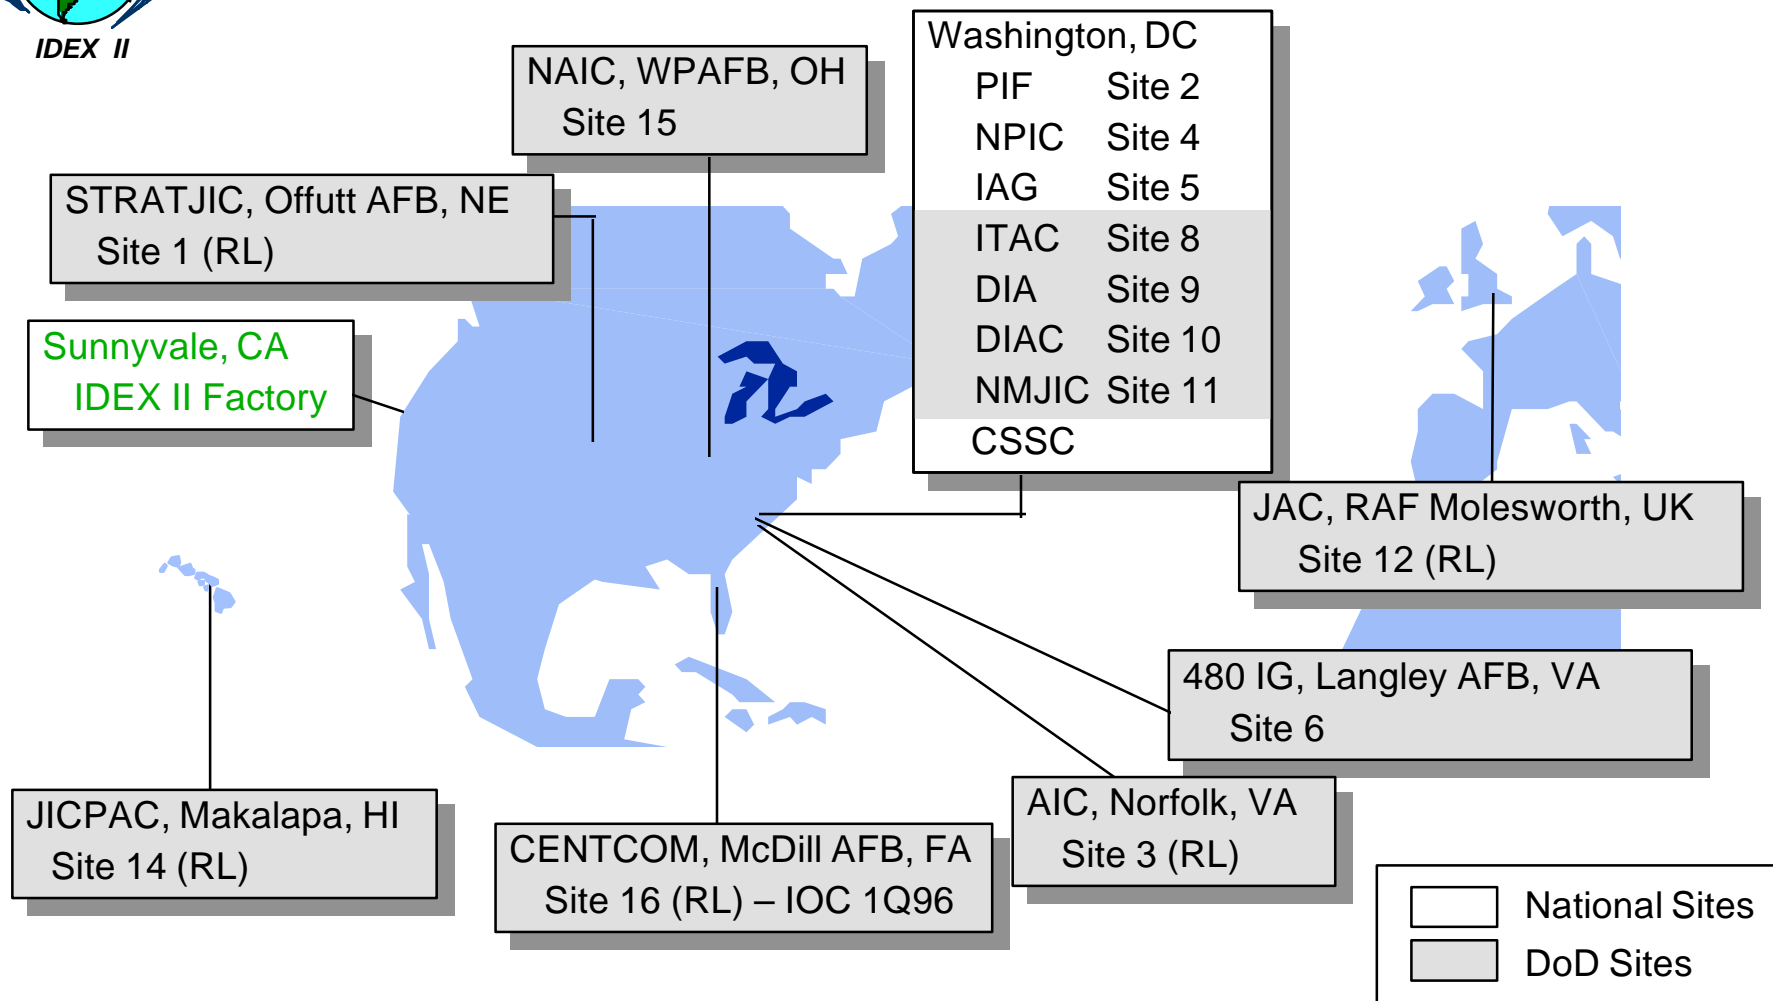 IDEX II
NAIC, WPAFB, OH
Site 15
Washington, DC
PIF Site 2
NPIC Site 4
IAG Site 5
ITAC Site 8
DIA Site 9
DIAC Site 10
NMJIC Site 11
CSSC
STRATJIC, Offutt AFB, NE
Site 1 (RL)
Sunnyvale, CA
IDEX II Factory
JAC, RAF Molesworth, UK
Site 12 (RL)
480 IG, Langley AFB, VA
Site 6
JICPAC, Makalapa, HI
Site 14 (RL)
CENTCOM, McDill AFB, FA
Site 16 (RL) – IOC 1Q96
AIC, Norfolk, VA
Site 3 (RL)
National Sites
DoD Sites